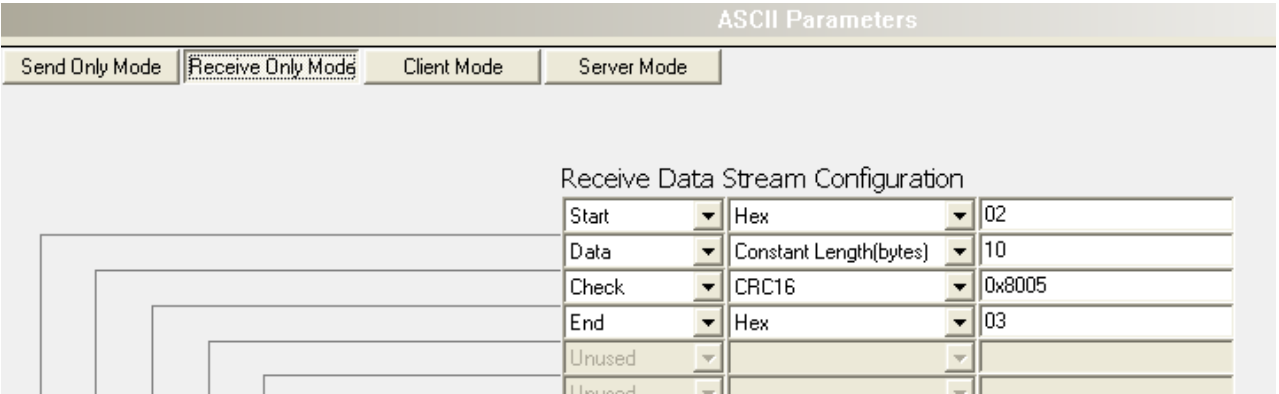 ASCII Parameters
Send Only Mode Receive Only Mode Client Mode Server Mode
Receive Data Stream Configuration
Start Hex 02
Data Constant Length(bytes) 10
Check CRC16 0x8005
End Hex 03
Unused
Unused